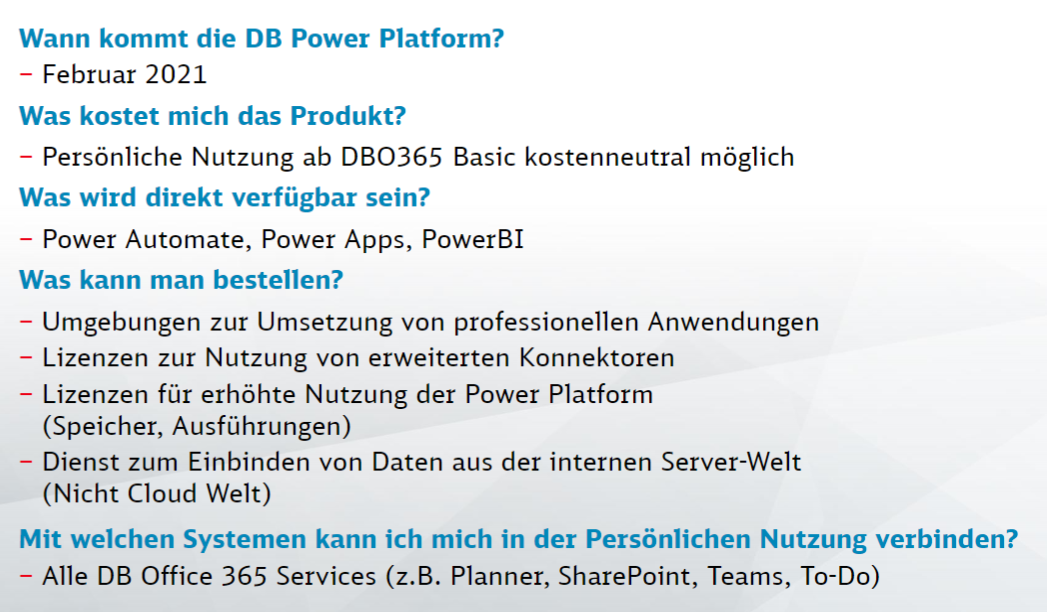 Wann kommt die DB Power Platform?
– Februar 2021
Was kostet mich das Produkt?
– Persönliche Nutzung ab DBO365 Basic kostenneutral möglich
Was wird direkt verfügbar sein?
– Power Automate, Power Apps, PowerBI
Was kann man bestellen?
– Umgebungen zur Umsetzung von professionellen Anwendungen
– Lizenzen zur Nutzung von erweiterten Konnektoren
– Lizenzen für erhöhte Nutzung der Power Platform
(Speicher, Ausführungen)
– Dienst zum Einbinden von Daten aus der internen Server-Welt
(Nicht Cloud Welt)
Mit welchen Systemen kann ich mich in der Persönlichen Nutzung verbinden?
– Alle DB Office 365 Services (z.B. Planner, SharePoint, Teams, To-Do)